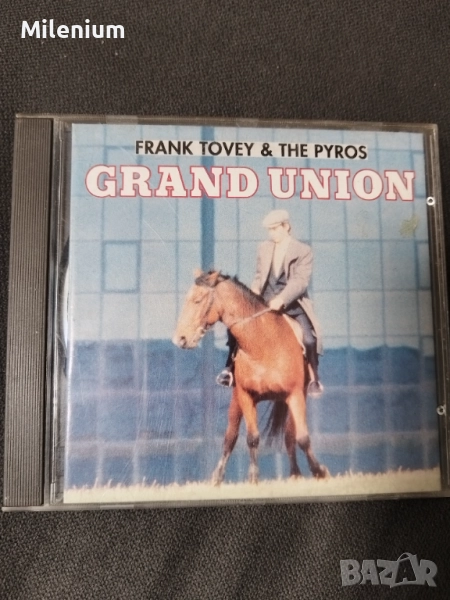 Milenium
FRANK TOVEY & THE PYROS
GRAND UNION
BAZAR